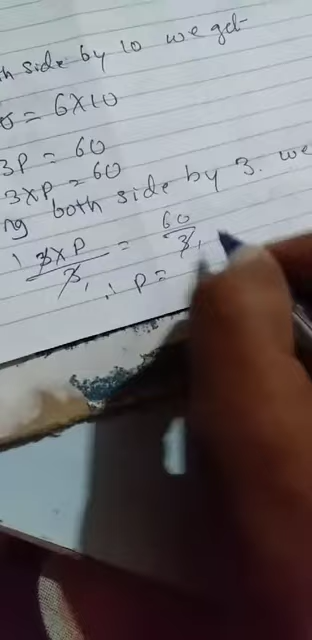 side by 10 we get
= 6×10
3P = 60
3×P = 60
both side by 3. we
3×P/3 = 60/3
∴ P =